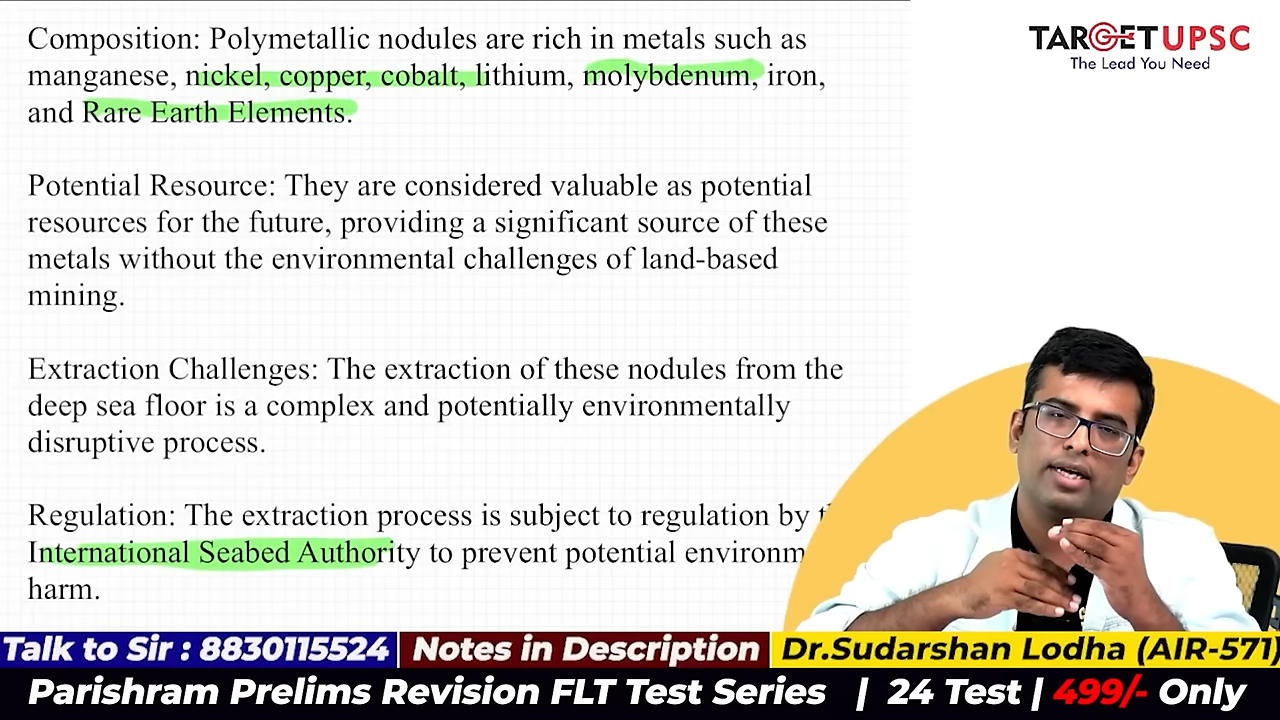 Composition: Polymetallic nodules are rich in metals such as
manganese, nickel, copper, cobalt, lithium, molybdenum, iron,
and Rare Earth Elements.
Potential Resource: They are considered valuable as potential
resources for the future, providing a significant source of these
metals without the environmental challenges of land-based
mining.
Extraction Challenges: The extraction of these nodules from the
deep sea floor is a complex and potentially environmentally
disruptive process.
Regulation: The extraction process is subject to regulation by
International Seabed Authority to prevent potential
harm.
TARGET UPSC
The Lead You Need
Talk to Sir : 8830115524
Notes in Description
Dr.Sudarshan Lodha (AIR-571)
Parishram Prelims Revision FLT Test Series | 24 Test | 499/- Only